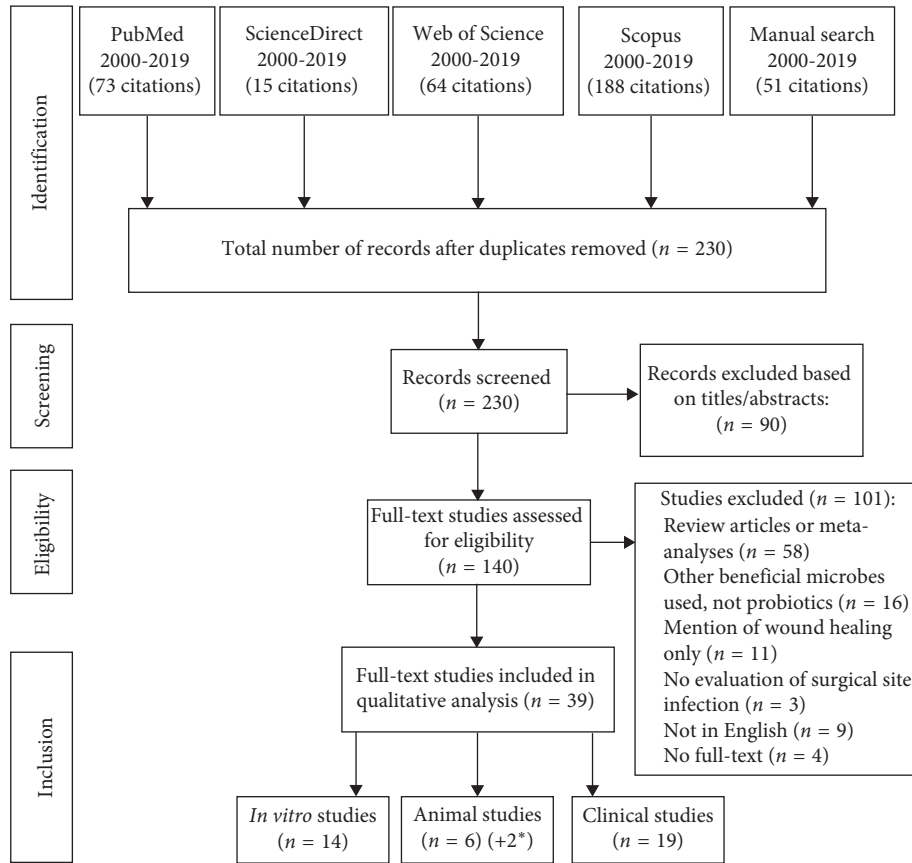 Identification
PubMed
2000-2019
(73 citations)
ScienceDirect
2000-2019
(15 citations)
Web of Science
2000-2019
(64 citations)
Scopus
2000-2019
(188 citations)
Manual search
2000-2019
(51 citations)
Total number of records after duplicates removed (n = 230)
Screening
Records screened
(n = 230)
Records excluded based
on titles/abstracts:
(n = 90)
Eligibility
Full-text studies assessed
for eligibility
(n = 140)
Studies excluded (n = 101):
Review articles or meta-
analyses (n = 58)
Other beneficial microbes
used, not probiotics (n = 16)
Mention of wound healing
only (n = 11)
No evaluation of surgical site
infection (n = 3)
Not in English (n = 9)
No full-text (n = 4)
Inclusion
Full-text studies included in
qualitative analysis (n = 39)
In vitro studies
(n = 14)
Animal studies
(n = 6) (+2*)
Clinical studies
(n = 19)